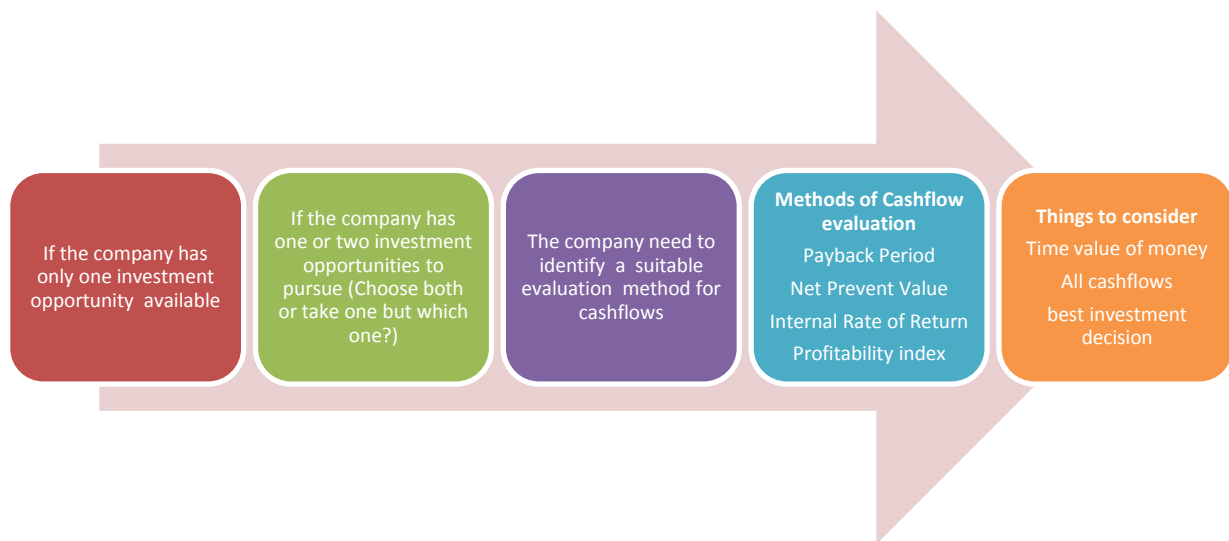 If the company has
only one investment
opportunity available
If the company has
one or two investment
opportunities to
pursue (Choose both
or take one but which
one?)
The company need to
identify a suitable
evaluation method for
cashflows
Methods of Cashflow
evaluation
Payback Period
Net Prevent Value
Internal Rate of Return
Profitability index
Things to consider
Time value of money
All cashflows
best investment
decision